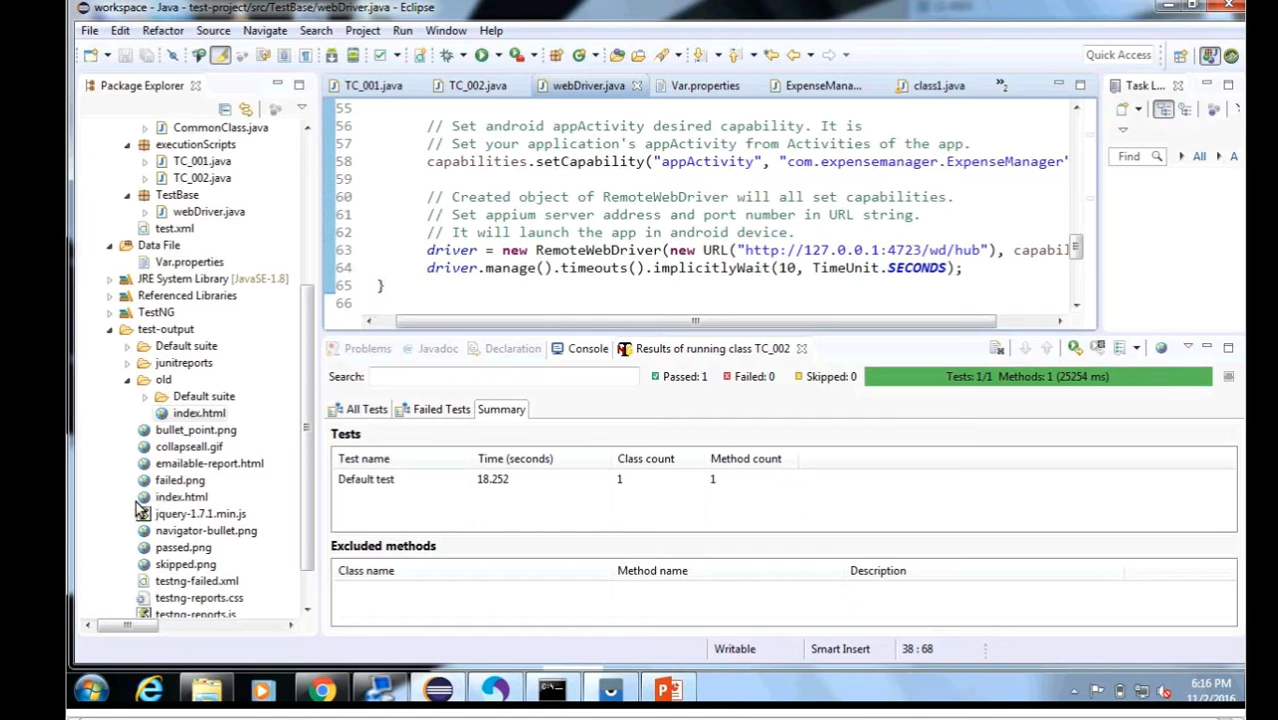 workspace - Java - test-project/src/TestBase/webDriver.java - Eclipse
File Edit Refactor Source Navigate Search Project Run Window Help
Quick Access
Package Explorer
CommonClass.java
executionScripts
TC_001.java
TC_002.java
TestBase
webDriver.java
test.xml
Data File
Var.properties
JRE System Library [JavaSE-1.8]
Referenced Libraries
TestNG
test-output
Default suite
junitreports
old
Default suite
index.html
bullet_point.png
collapseall.gif
emailable-report.html
failed.png
index.html
jquery-1.7.1.min.js
navigator-bullet.png
passed.png
skipped.png
testng-failed.xml
testng-reports.css
testng-reports.js
TC_001.java TC_002.java webDriver.java Var.properties ExpenseMana... class1.java »2
55
56 // Set android appActivity desired capability. It is
57 // Set your application's appActivity from Activities of the app.
58 capabilities.setCapability("appActivity", "com.expensemanager.ExpenseManager"
59
60 // Created object of RemoteWebDriver will all set capabilities.
61 // Set appium server address and port number in URL string.
62 // It will launch the app in android device.
63 driver = new RemoteWebDriver(new URL("http://127.0.0.1:4723/wd/hub"), capabil
64 driver.manage().timeouts().implicitlyWait(10, TimeUnit.SECONDS);
65 }
66
Task L...
Find All A
Problems Javadoc Declaration Console Results of running class TC_002
Search: Passed: 1 Failed: 0 Skipped: 0 Tests: 1/1 Methods: 1 (25254 ms)
All Tests Failed Tests Summary
Tests
Test name Time (seconds) Class count Method count
Default test 18.252 1 1
Excluded methods
Class name Method name Description
Writable Smart Insert 38 : 68
6:16 PM
11/2/2016